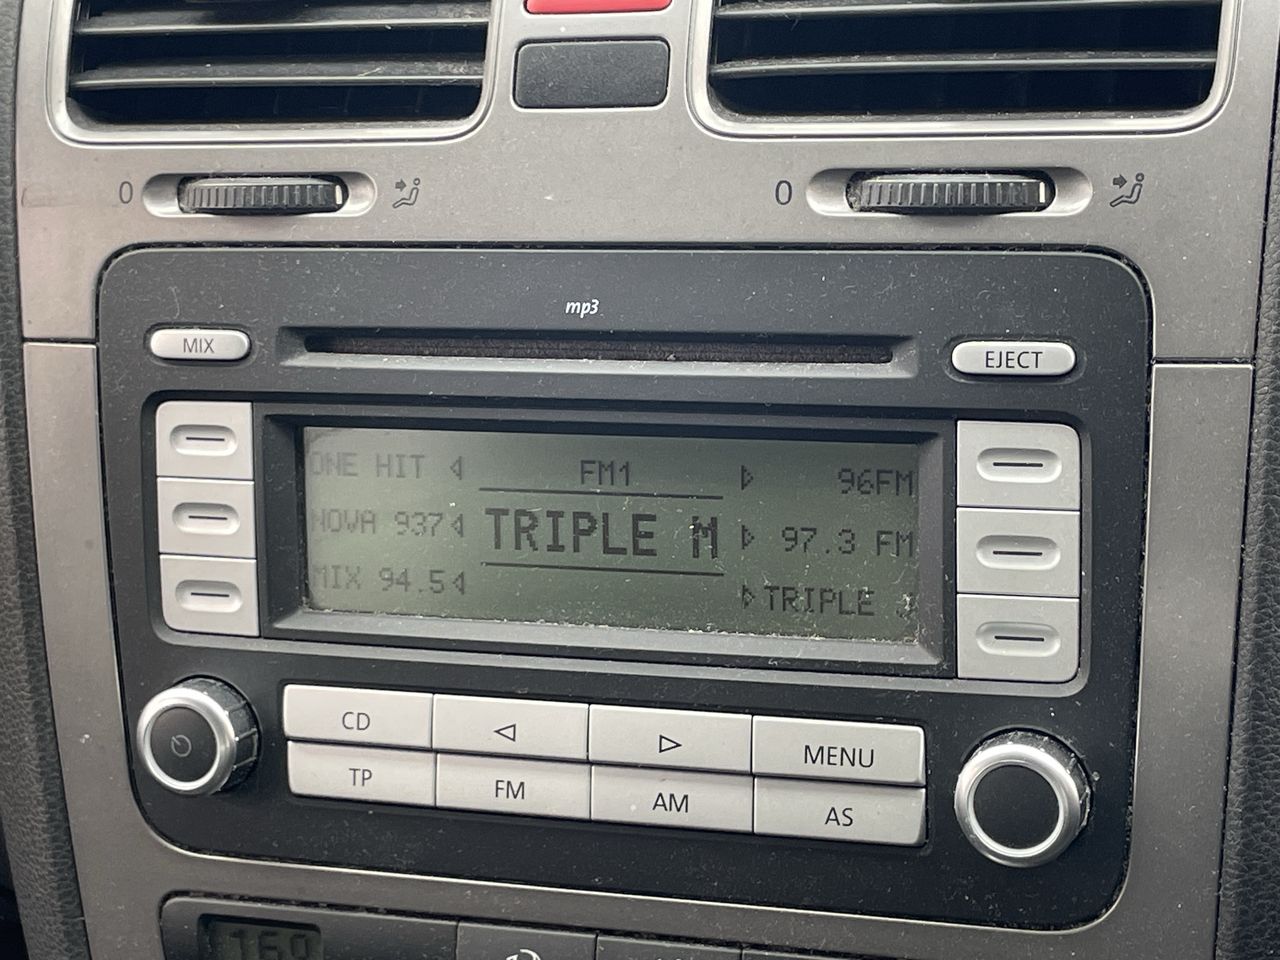 0
0
mp3
MIX
EJECT
ONE HIT
FM1
96FM
NOVA 937
TRIPLE M
97.3 FM
MIX 94.5
TRIPLE
CD
MENU
TP
FM
AM
AS